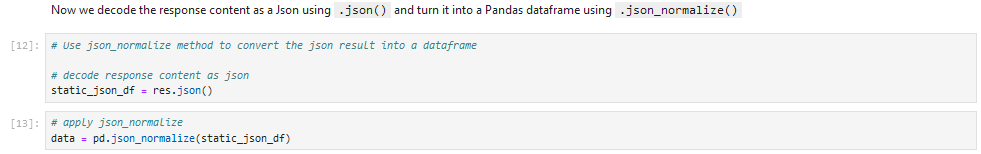 Now we decode the response content as a Json using .json() and turn it into a Pandas dataframe using .json_normalize()
[12]: # Use json_normalize method to convert the json result into a dataframe
# decode response content as json
static_json_df = res.json()
[13]: # apply json_normalize
data = pd.json_normalize(static_json_df)